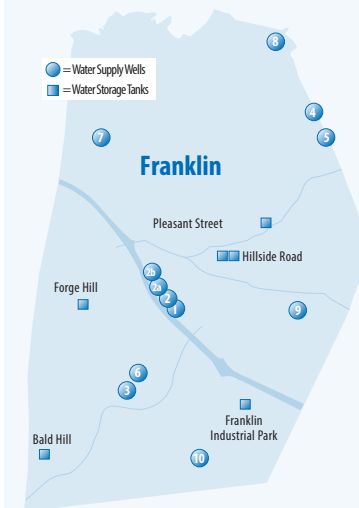 8
= Water Supply Wells
= Water Storage Tanks
4
5
7
Franklin
Pleasant Street
Hillside Road
2b
2a
Forge Hill
2
1
9
6
3
Franklin
Industrial Park
Bald Hill
10